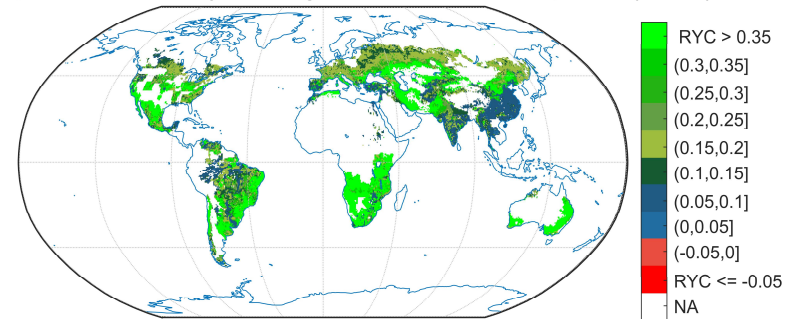 RYC > 0.35
(0.3,0.35]
(0.25,0.3]
(0.2,0.25]
(0.15,0.2]
(0.1,0.15]
(0.05,0.1]
(0,0.05]
(-0.05,0]
RYC <= -0.05
NA